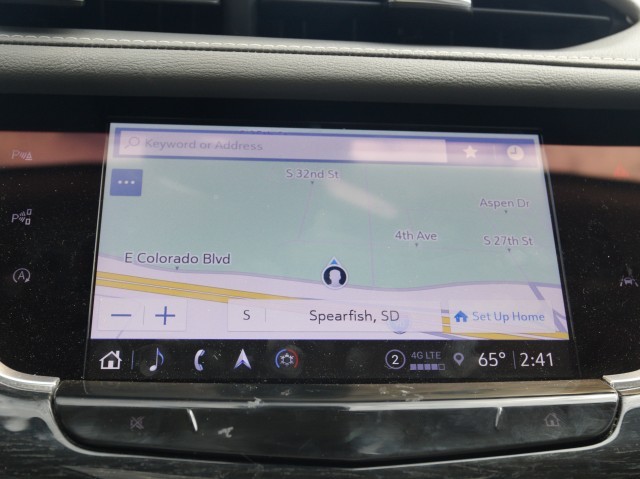 Keyword or Address
S 32nd St
Aspen Dr
4th Ave
S 27th St
E Colorado Blvd
S
Spearfish, SD
Set Up Home
2
4G LTE
65°
2:41